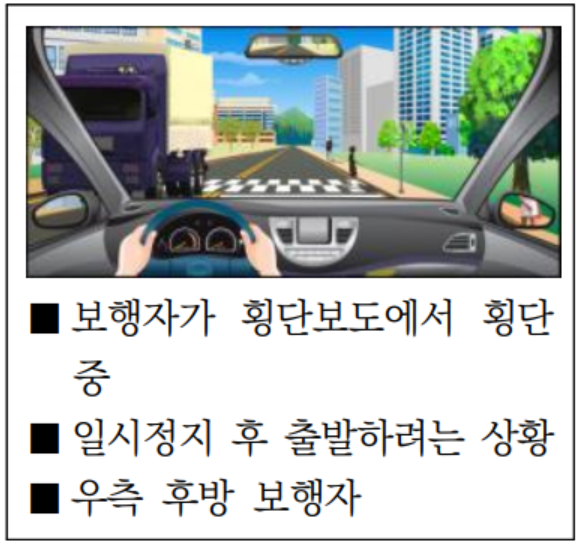 ■ 보행자가 횡단보도에서 횡단
중
■ 일시정지 후 출발하려는 상황
■ 우측 후방 보행자